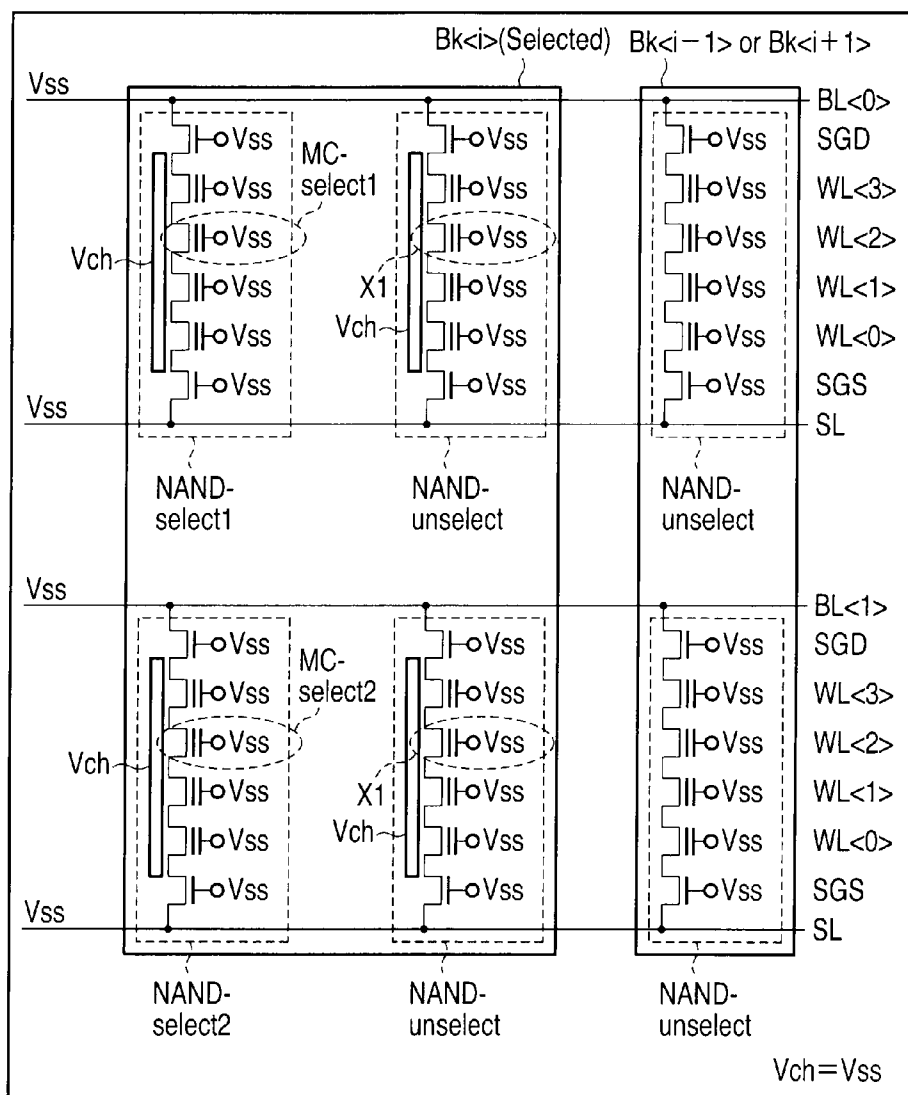 Bk<i>(Selected) Bk<i−1> or Bk<i+1>
Vss BL<0>
Vss Vss Vss SGD
MC-
select1
Vss Vss Vss WL<3>
Vch Vss X1 Vss Vss WL<2>
Vss Vch Vss Vss WL<1>
Vss Vss Vss WL<0>
Vss Vss Vss SGS
Vss SL
NAND-
select1
NAND-
unselect
NAND-
unselect
Vss BL<1>
Vss Vss Vss SGD
MC-
select2
Vss Vss Vss WL<3>
Vch Vss X1 Vss Vss WL<2>
Vss Vch Vss Vss WL<1>
Vss Vss Vss WL<0>
Vss Vss Vss SGS
Vss SL
NAND-
select2
NAND-
unselect
NAND-
unselect
Vch=Vss